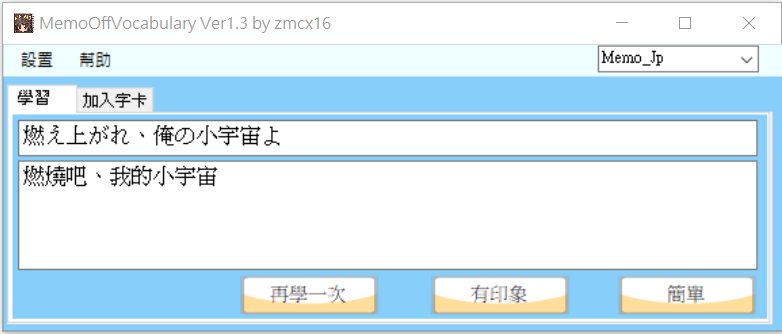 MemoOffVocabulary Ver1.3 by zmcx16
設置 幫助 Memo_Jp
學習 加入字卡
燃え上がれ、俺の小宇宙よ
燃燒吧、我的小宇宙
再學一次 有印象 簡單